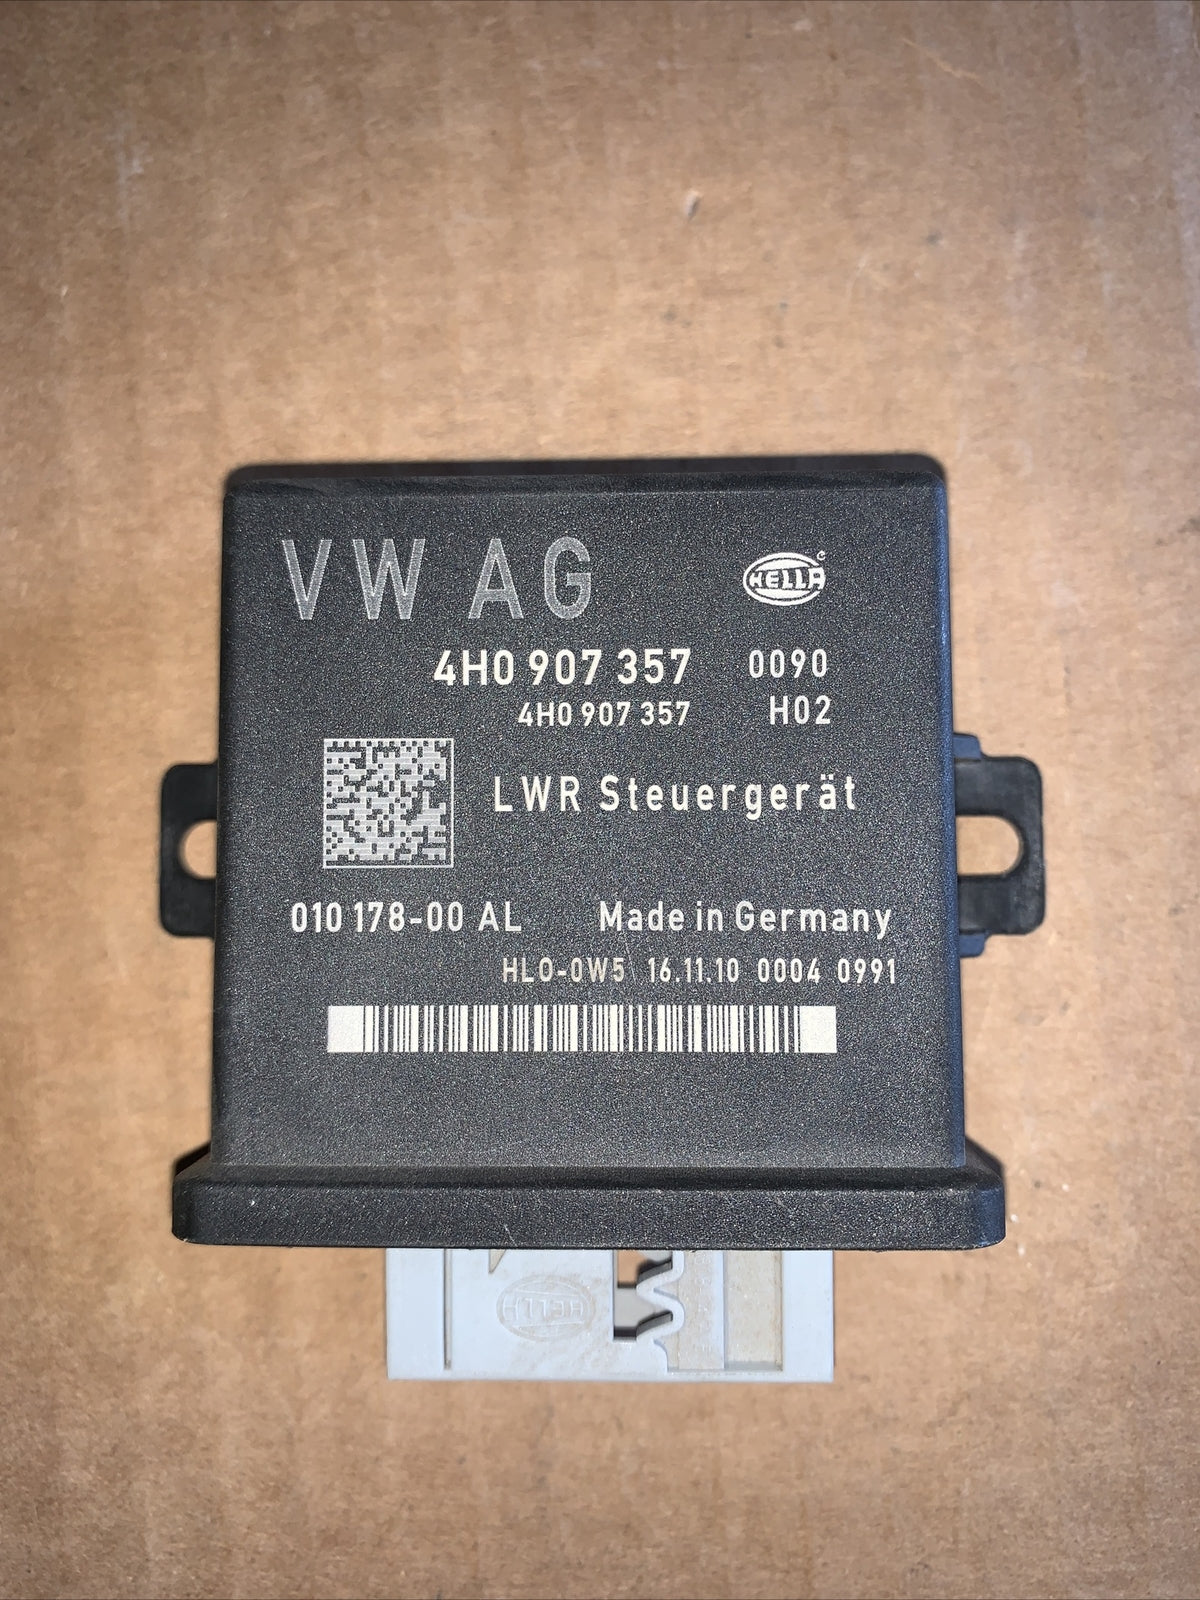 VW AG
HELLA
4H0 907 357 0090
4H0 907 357 H02
LWR Steuergerät
010 178-00 AL Made in Germany
HLO-0W5 16.11.10 0004 0991
HELLA